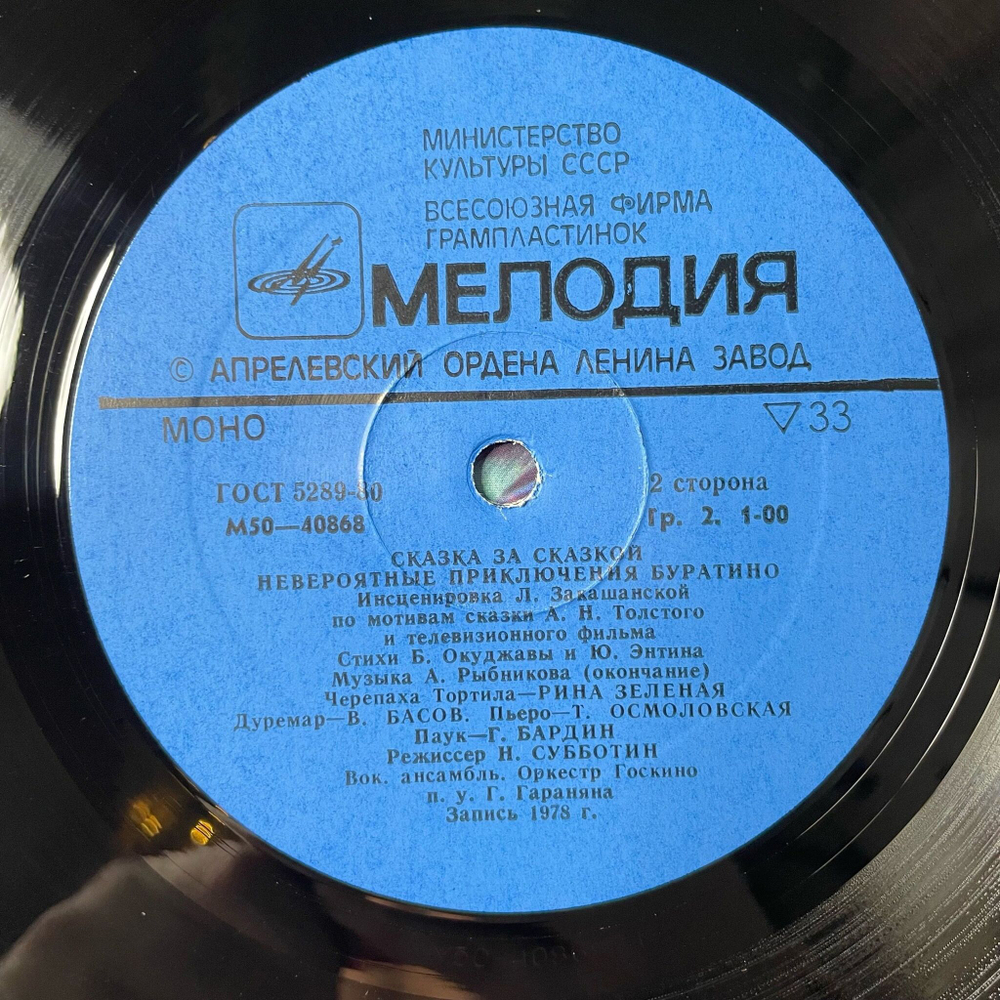 МИНИСТЕРСТВО
КУЛЬТУРЫ СССР
ВСЕСОЮЗНАЯ ФИРМА
ГРАМПЛАСТИНОК
МЕЛОДИЯ
© АПРЕЛЕВСКИЙ ОРДЕНА ЛЕНИНА ЗАВОД
МОНО
▽33
ГОСТ 5289-80
2 сторона
М50—40868
Гр. 2. 1-00
СКАЗКА ЗА СКАЗКОЙ
НЕВЕРОЯТНЫЕ ПРИКЛЮЧЕНИЯ БУРАТИНО
Инсценировка Л. Закашанской
по мотивам сказки А. Н. Толстого
и телевизионного фильма
Стихи Б. Окуджавы и Ю. Энтина
Музыка А. Рыбникова (окончание)
Черепаха Тортила—РИНА ЗЕЛЕНАЯ
Дуремар—В. БАСОВ. Пьеро—Т. ОСМОЛОВСКАЯ
Паук—Г. БАРДИН
Режиссер Н. СУББОТИН
Вок. ансамбль. Оркестр Госкино
п. у. Г. Гараняна
Запись 1978 г.